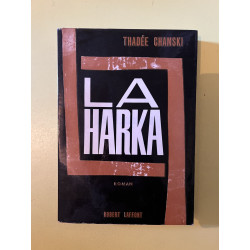 THADÉE CHAMSKI
LA
HARKA
ROMAN
ROBERT LAFFONT